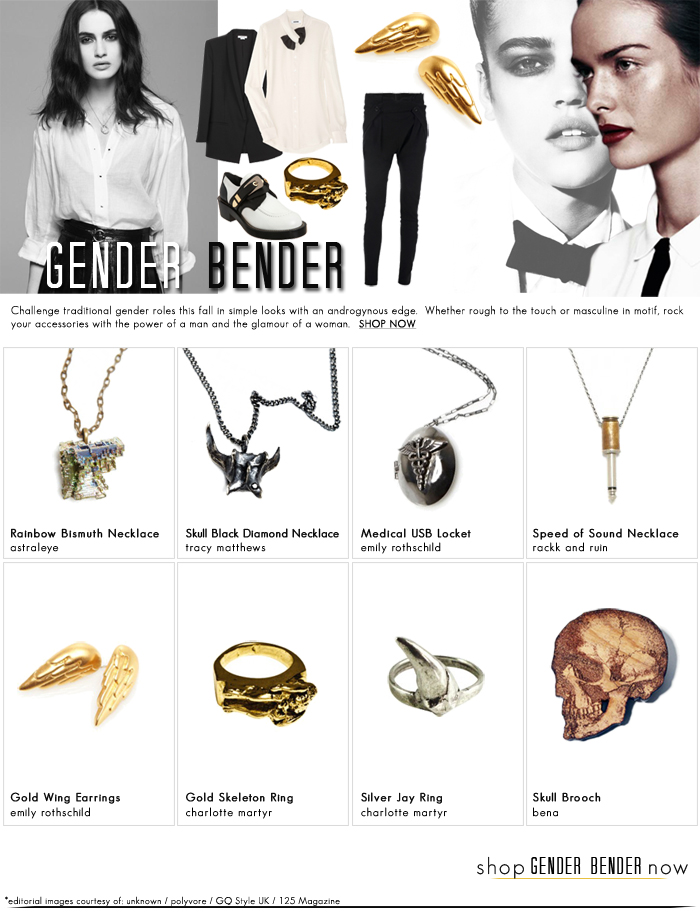 GENDER BENDER
Challenge traditional gender roles this fall in simple looks with an androgynous edge.  Whether rough to the touch or masculine in motif, rock
your accessories with the power of a man and the glamour of a woman.   SHOP NOW
Rainbow Bismuth Necklace
astraleye
Skull Black Diamond Necklace
tracy matthews
Medical USB Locket
emily rothschild
Speed of Sound Necklace
rackk and ruin
Gold Wing Earrings
emily rothschild
Gold Skeleton Ring
charlotte martyr
Silver Jay Ring
charlotte martyr
Skull Brooch
bena
shop GENDER BENDER now
*editorial images courtesy of: unknown / polyvore / GQ Style UK / 125 Magazine